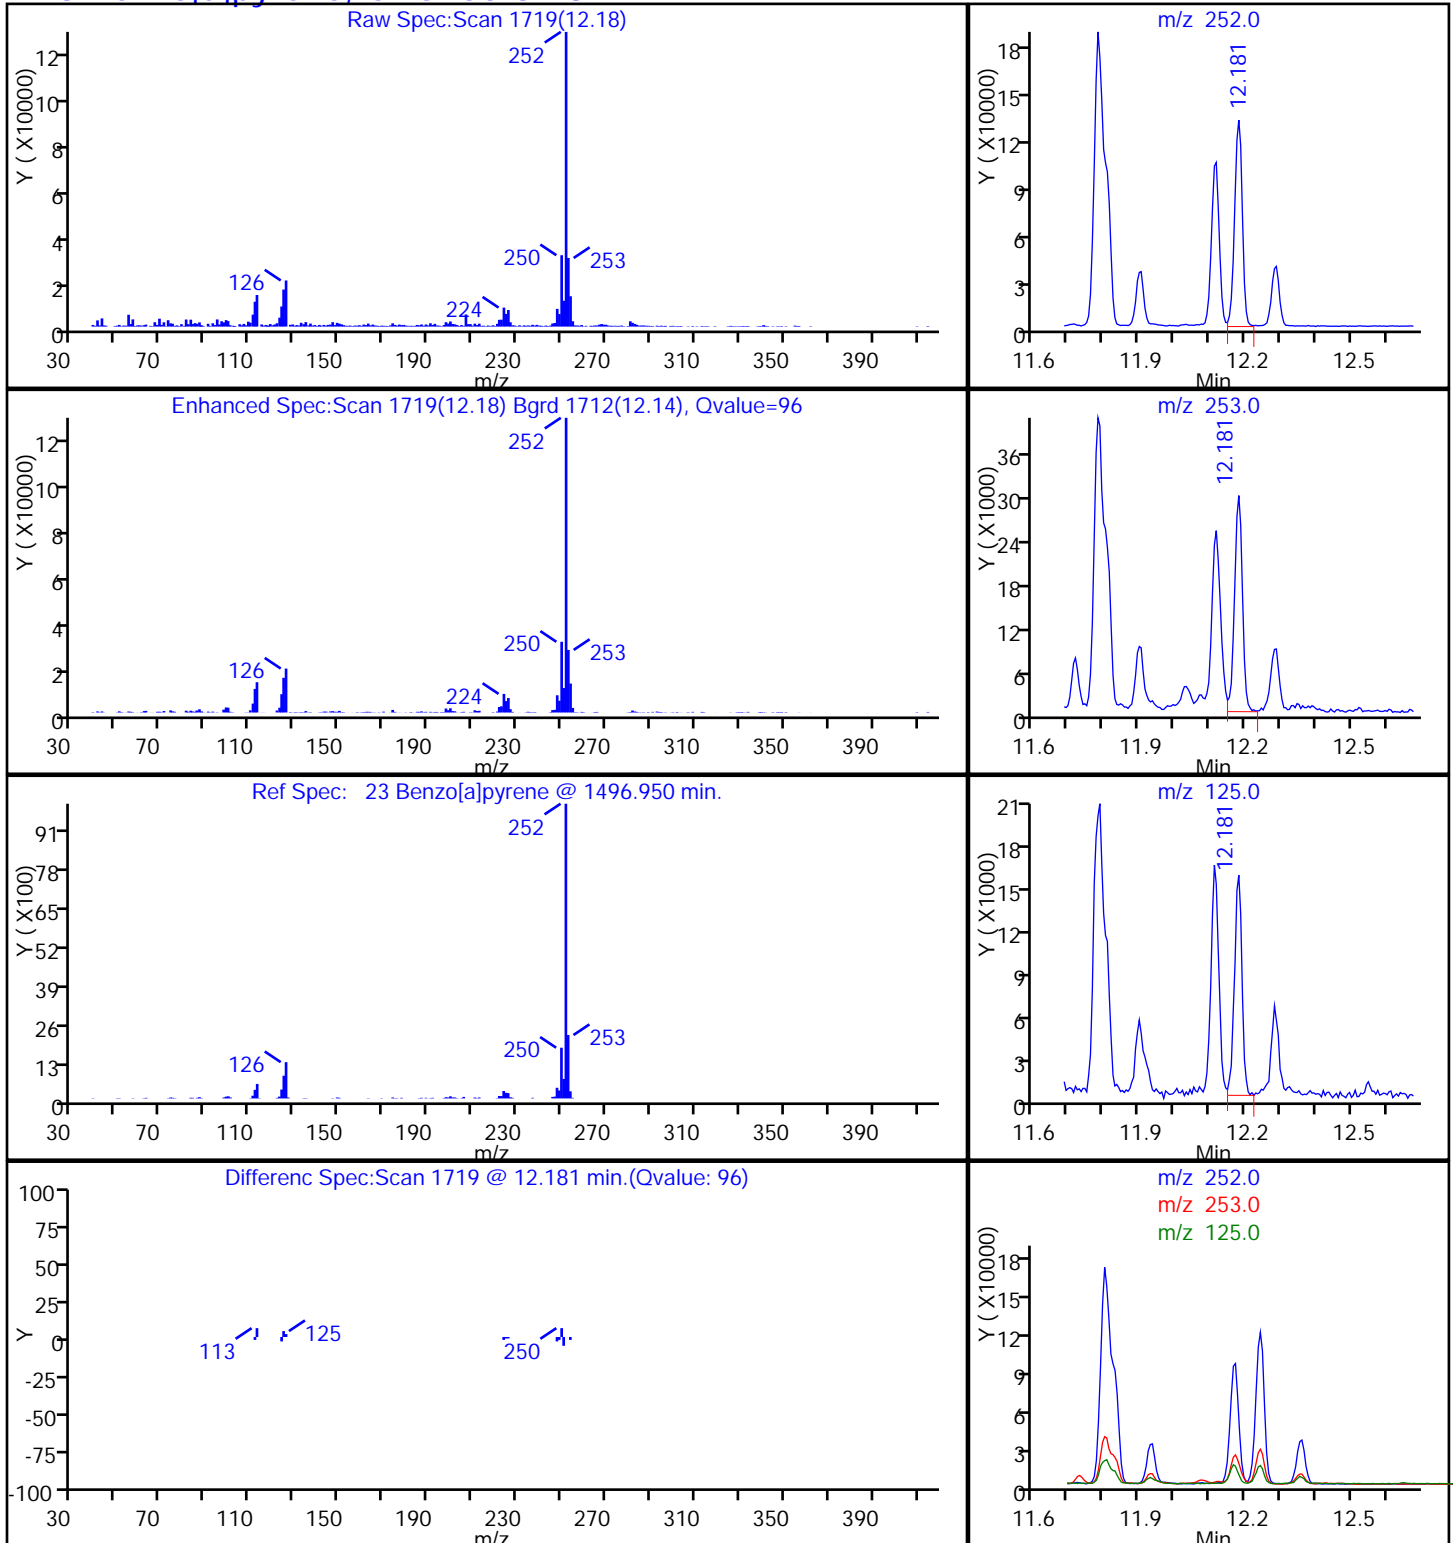 Raw Spec:Scan 1719(12.18)
Y ( X10000)
12
10
8
6
4
2
0
252
250
253
224
126
30 70 110 150 190 230 270 310 350 390
m/z
m/z 252.0
Y ( X10000)
18
15
12
9
6
3
0
12.181
11.6 11.9 12.2 12.5
Min
Enhanced Spec:Scan 1719(12.18) Bgrd 1712(12.14), Qvalue=96
Y ( X10000)
12
10
8
6
4
2
0
252
250
253
224
126
30 70 110 150 190 230 270 310 350 390
m/z
m/z 253.0
Y ( X1000)
36
30
24
18
12
6
0
12.181
11.6 11.9 12.2 12.5
Min
Ref Spec: 23 Benzo[a]pyrene @ 1496.950 min.
Y ( X100)
91
78
65
52
39
26
13
0
252
250
253
126
30 70 110 150 190 230 270 310 350 390
m/z
m/z 125.0
Y ( X1000)
21
18
15
12
9
6
3
0
12.181
11.6 11.9 12.2 12.5
Min
Differenc Spec:Scan 1719 @ 12.181 min.(Qvalue: 96)
Y
100
75
50
25
0
-25
-50
-75
-100
113
125
250
30 70 110 150 190 230 270 310 350 390
m/z
m/z 252.0
m/z 253.0
m/z 125.0
Y ( X10000)
18
15
12
9
6
3
0
11.6 11.9 12.2 12.5
Min